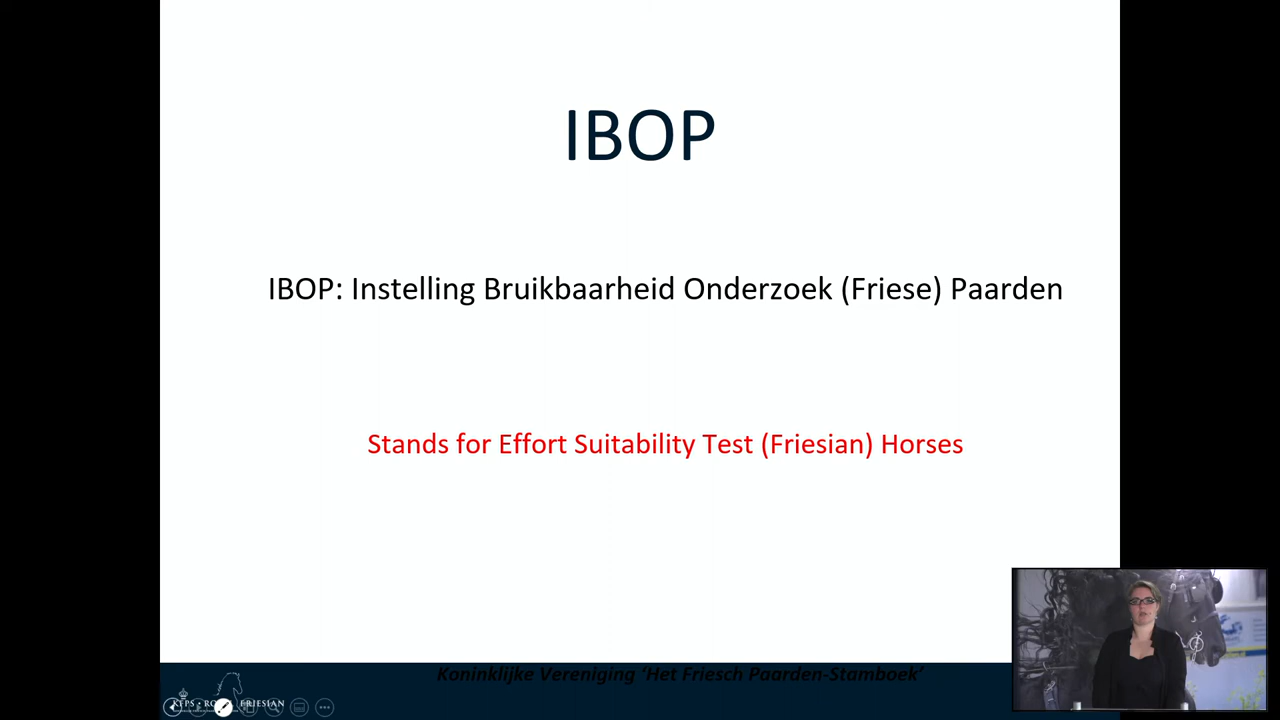 IBOP
IBOP: Instelling Bruikbaarheid Onderzoek (Friese) Paarden
Stands for Effort Suitability Test (Friesian) Horses
Koninklijke Vereniging ‘Het Friesch Paarden-Stamboek’
FRIESIAN